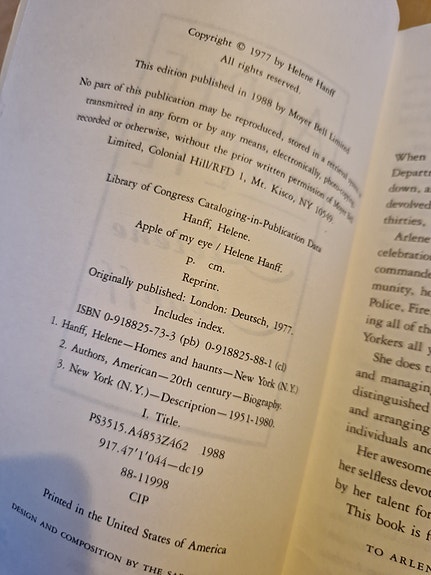 Copyright © 1977 by Helene Hanff
All rights reserved.
This edition published in 1988 by Moyer Bell Limited
No part of this publication may be reproduced, stored in a retrieval
transmitted in any form or by any means, electronically,
recorded or otherwise, without the prior written permission of Moyer Bell
Limited, Colonial Hill/RFD 1, Mt. Kisco, NY 10549.
Library of Congress Cataloging-in-Publication Data
Hanff, Helene.
Apple of my eye / Helene Hanff.
p. cm.
Reprint.
Originally published: London: Deutsch, 1977.
Includes index.
ISBN 0-918825-73-3 (pb) 0-918825-88-1 (cl)
1. Hanff, Helene—Homes and haunts—New York (N.Y.)
2. Authors, American—20th century—Biography.
3. New York (N.Y.)—Description—1951-1980.
I. Title.
PS3515.A4853Z462 1988
917.47'1'044—dc19
88-11998
CIP
Printed in the United States of America
DESIGN AND COMPOSITION BY THE
When
Depart
down, a
devolved
thirties,
Arlene
celebration
commande
munity, ho
Police, Fire
ing all of th
Yorkers all y
She does t
and managing
distinguished
and arranging
individuals and
Her awesome
her selfless devo
by her talent for
This book is f
TO ARLEN